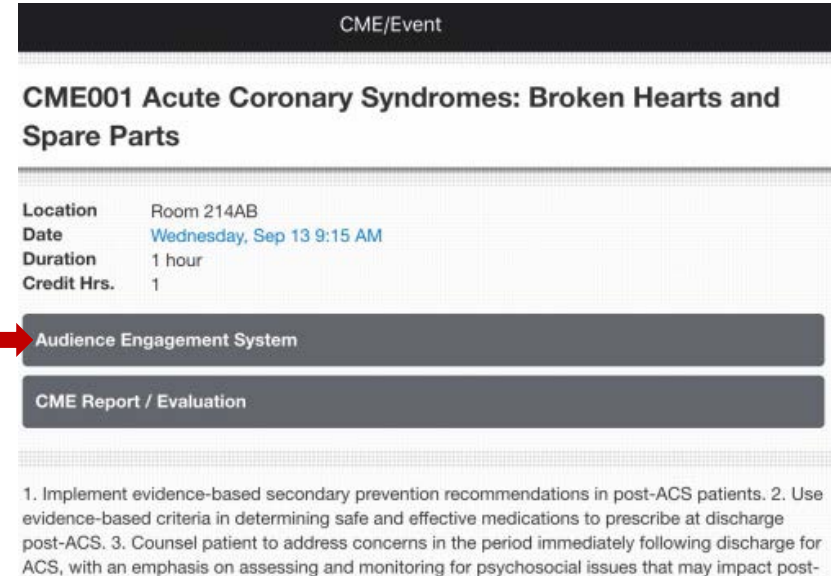 CME/Event
CME001 Acute Coronary Syndromes: Broken Hearts and
Spare Parts
Location Room 214AB
Date Wednesday, Sep 13 9:15 AM
Duration 1 hour
Credit Hrs. 1
Audience Engagement System
CME Report / Evaluation
1. Implement evidence-based secondary prevention recommendations in post-ACS patients. 2. Use
evidence-based criteria in determining safe and effective medications to prescribe at discharge
post-ACS. 3. Counsel patient to address concerns in the period immediately following discharge for
ACS, with an emphasis on assessing and monitoring for psychosocial issues that may impact post-